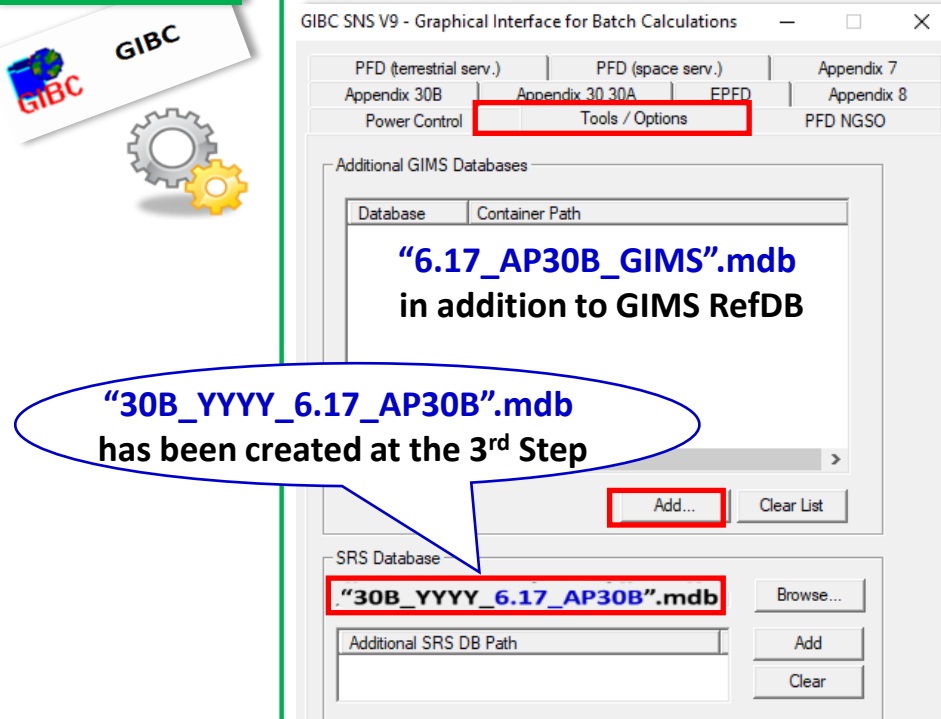 GIBC
GIBC
GIBC SNS V9 - Graphical Interface for Batch Calculations
PFD (terrestrial serv.) PFD (space serv.) Appendix 7
Appendix 30B Appendix 30 30A EPFD Appendix 8
Power Control Tools / Options PFD NGSO
Additional GIMS Databases
Database Container Path
“6.17_AP30B_GIMS”.mdb
in addition to GIMS RefDB
“30B_YYYY_6.17_AP30B”.mdb
has been created at the 3rd Step
Add... Clear List
SRS Database
“30B_YYYY_6.17_AP30B”.mdb Browse...
Additional SRS DB Path Add
Clear